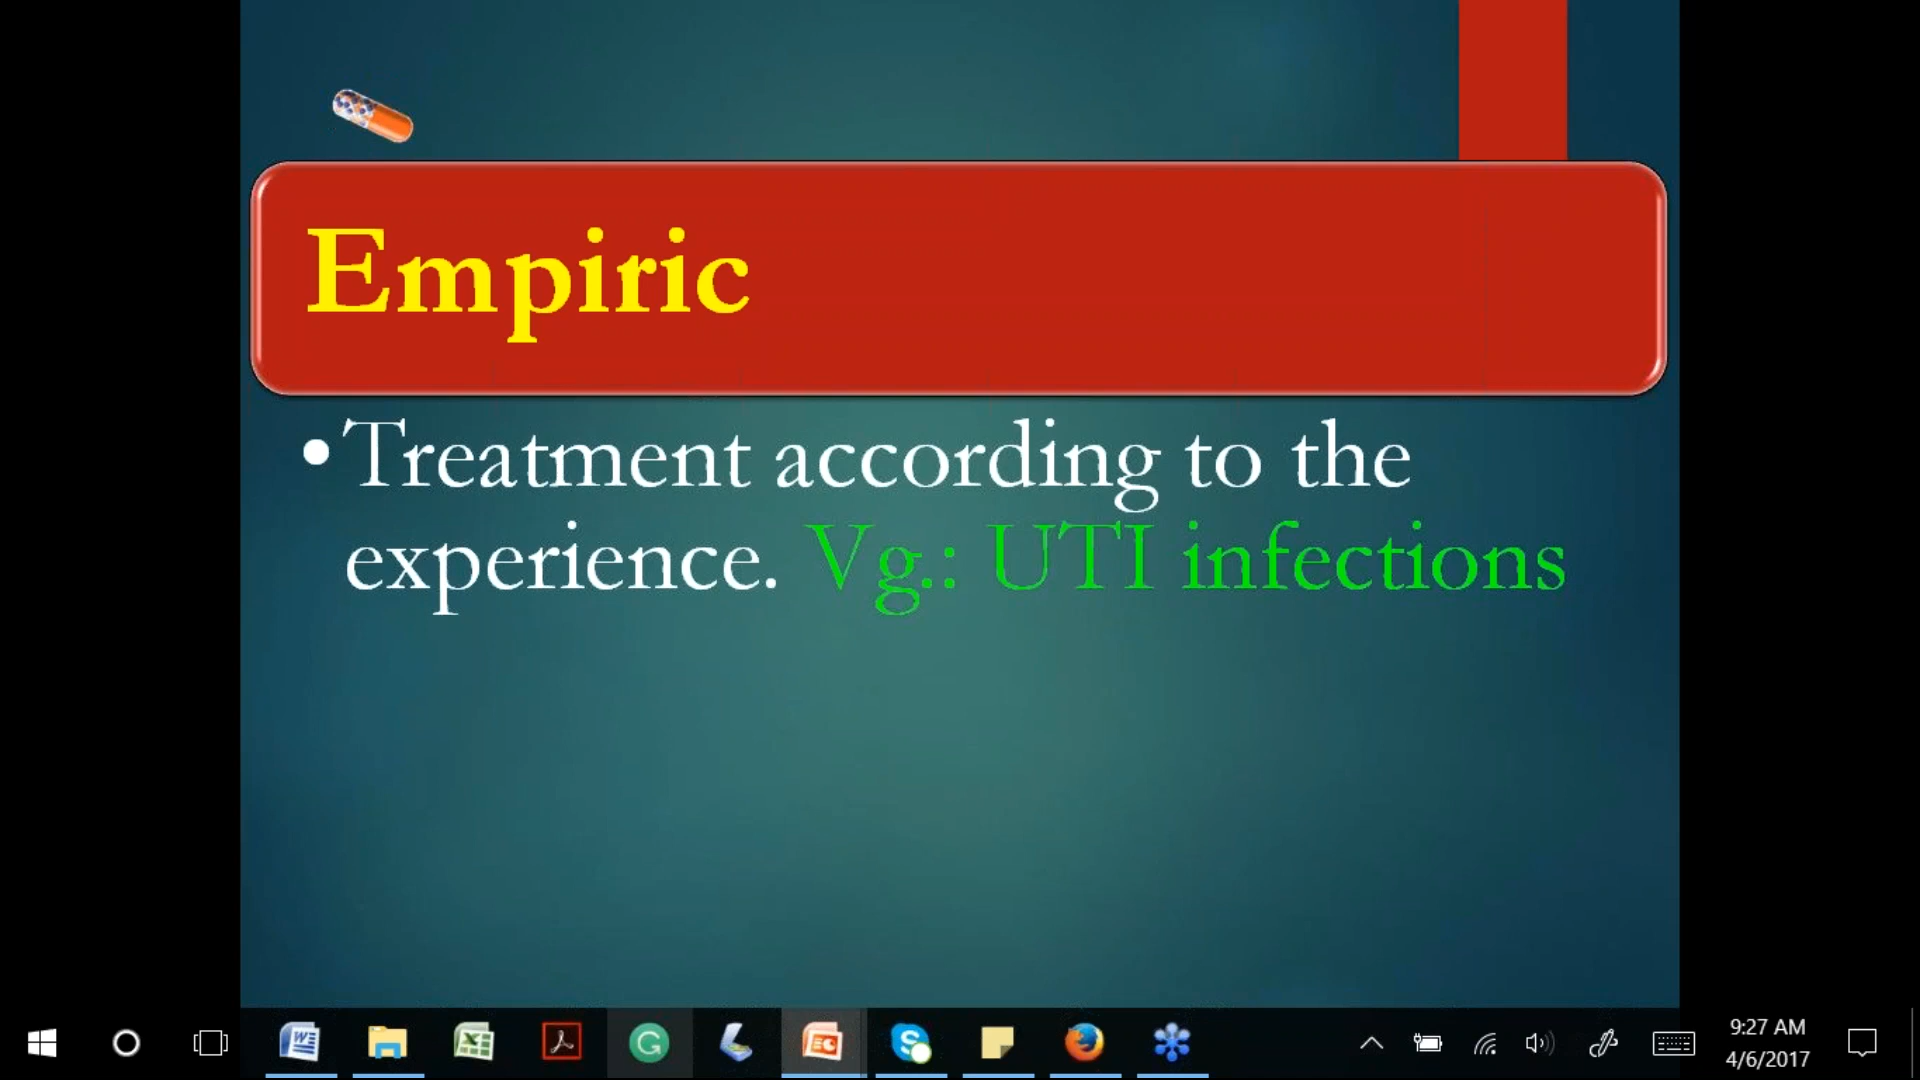 Empiric
•Treatment according to the
experience. Vg.: UTI infections
9:27 AM
4/6/2017